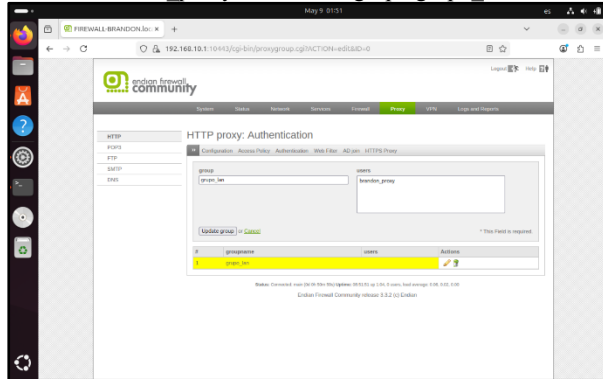 May 9 01:51
es
FIREWALL-BRANDON.loc
192.168.10.1:10443/cgi-bin/proxygroup.cgi?ACTION=edit&ID=0
endian firewall
community
Logout Help
System Status Network Services Firewall Proxy VPN Logs and Reports
HTTP
POP3
FTP
SMTP
DNS
HTTP proxy: Authentication
Configuration Access Policy Authentication Web Filter AD join HTTPS Proxy
group
users
grupo_lan
brandon_proxy
Update group or Cancel
* This Field is required.
# groupname users Actions
1 grupo_lan
Endian Firewall Community release 3.3.2 (c) Endian